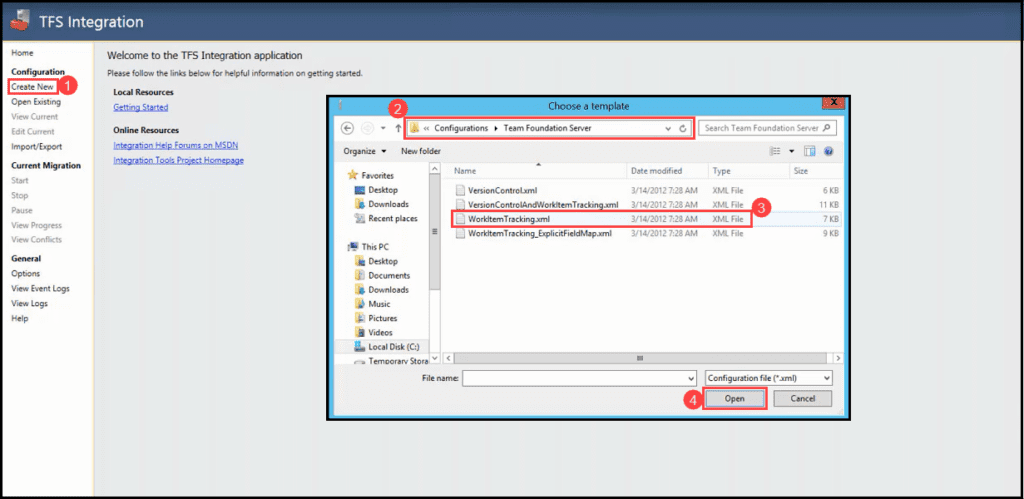 TFS Integration
Home
Configuration
Create New
1
Open Existing
View Current
Edit Current
Import/Export
Current Migration
Start
Stop
Pause
View Progress
View Conflicts
General
Options
View Event Logs
View Logs
Help
Welcome to the TFS Integration application
Please follow the links below for helpful information on getting started.
Local Resources
Getting Started
Online Resources
Integration Help Forums on MSDN
Integration Tools Project Homepage
Choose a template
x
2
« Configurations Team Foundation Server
Search Team Foundation Server
Organize New folder
Favorites
Desktop
Downloads
Recent places
This PC
Desktop
Documents
Downloads
Music
Pictures
Videos
Local Disk (C:)
Temporary Stora
Name Date modified Type Size
VersionControl.xml 3/14/2012 7:28 AM XML File 6 KB
VersionControlAndWorkItemTracking.xml 3/14/2012 7:28 AM XML File 11 KB
3
WorkItemTracking.xml 3/14/2012 7:28 AM XML File 7 KB
WorkItemTracking_ExplicitFieldMap.xml 3/14/2012 7:28 AM XML File 9 KB
File name: Configuration file (*.xml)
4
Open Cancel